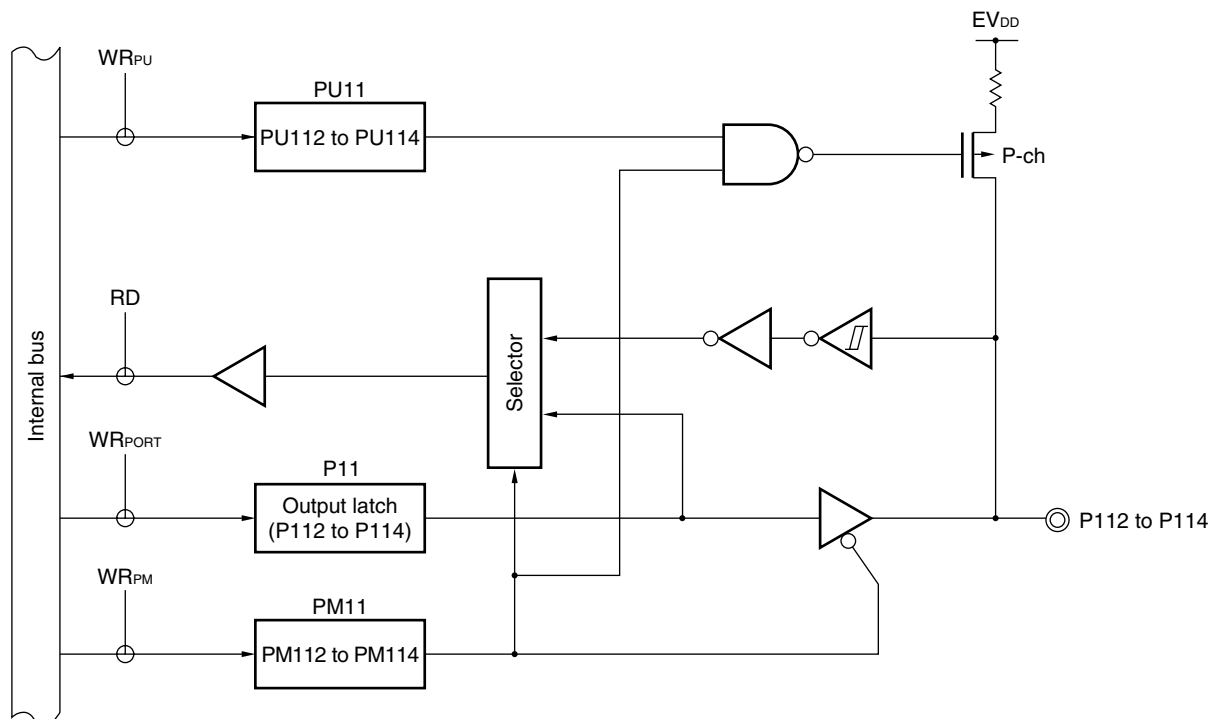 EVDD
WRPU
PU11
PU112 to PU114
P-ch
RD
Selector
Internal bus
WRPORT
P11
Output latch
(P112 to P114)
P112 to P114
WRPM
PM11
PM112 to PM114